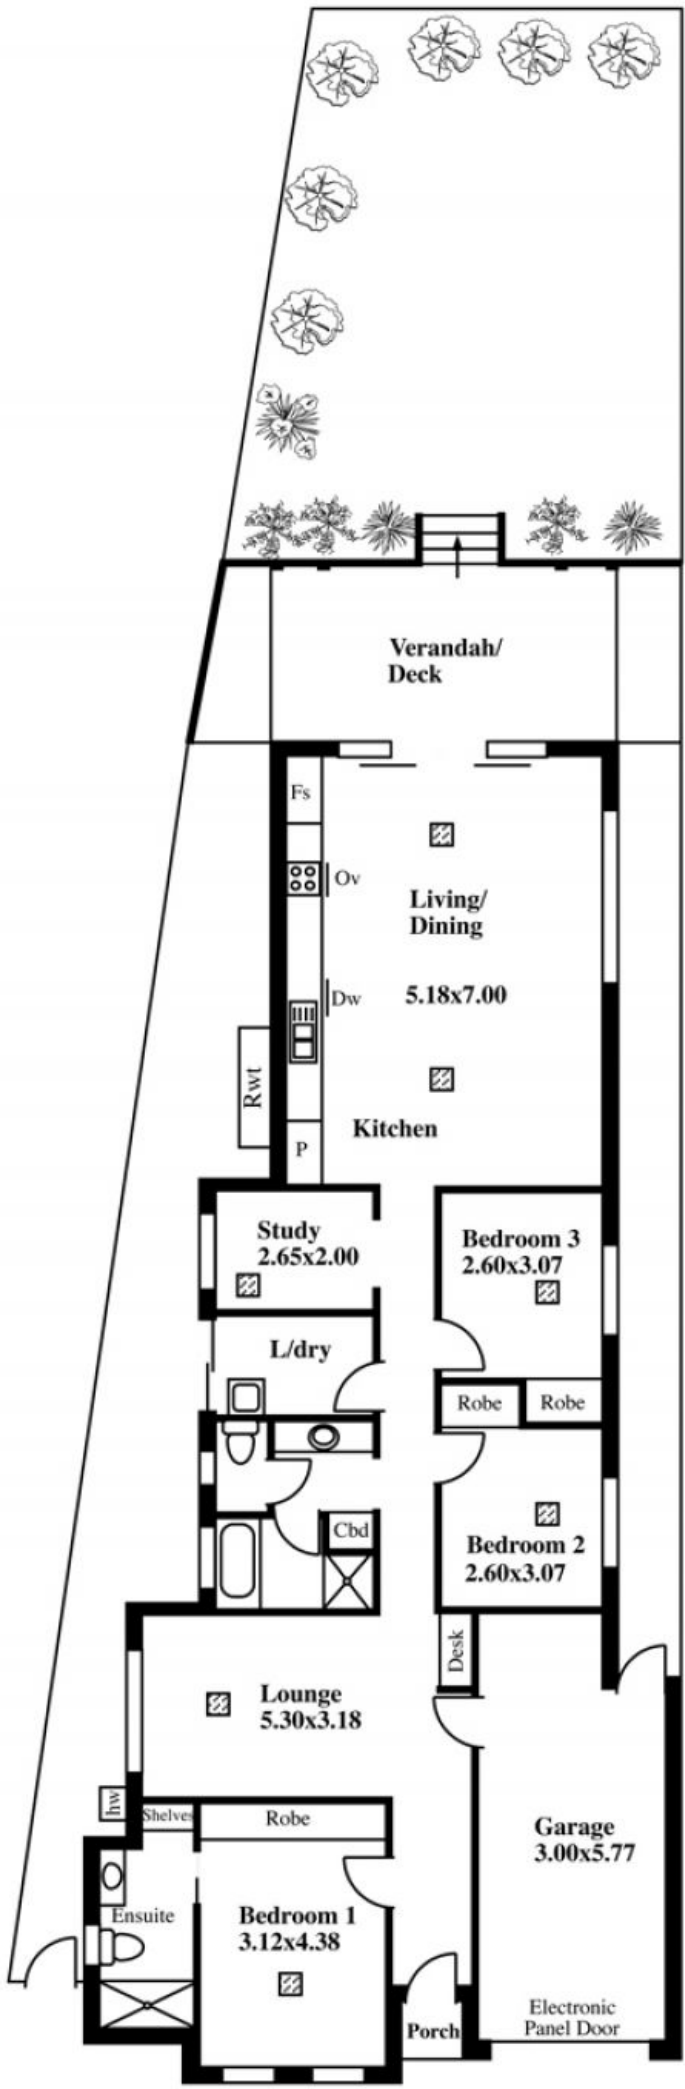 Verandah/
Deck
Fs
Ov
Living/
Dining
Dw
5.18x7.00
Rwt
Kitchen
P
Study
2.65x2.00
Bedroom 3
2.60x3.07
L/dry
Robe
Robe
Cbd
Bedroom 2
2.60x3.07
Desk
Lounge
5.30x3.18
hw
Shelves
Robe
Garage
3.00x5.77
Ensuite
Bedroom 1
3.12x4.38
Porch
Electronic
Panel Door